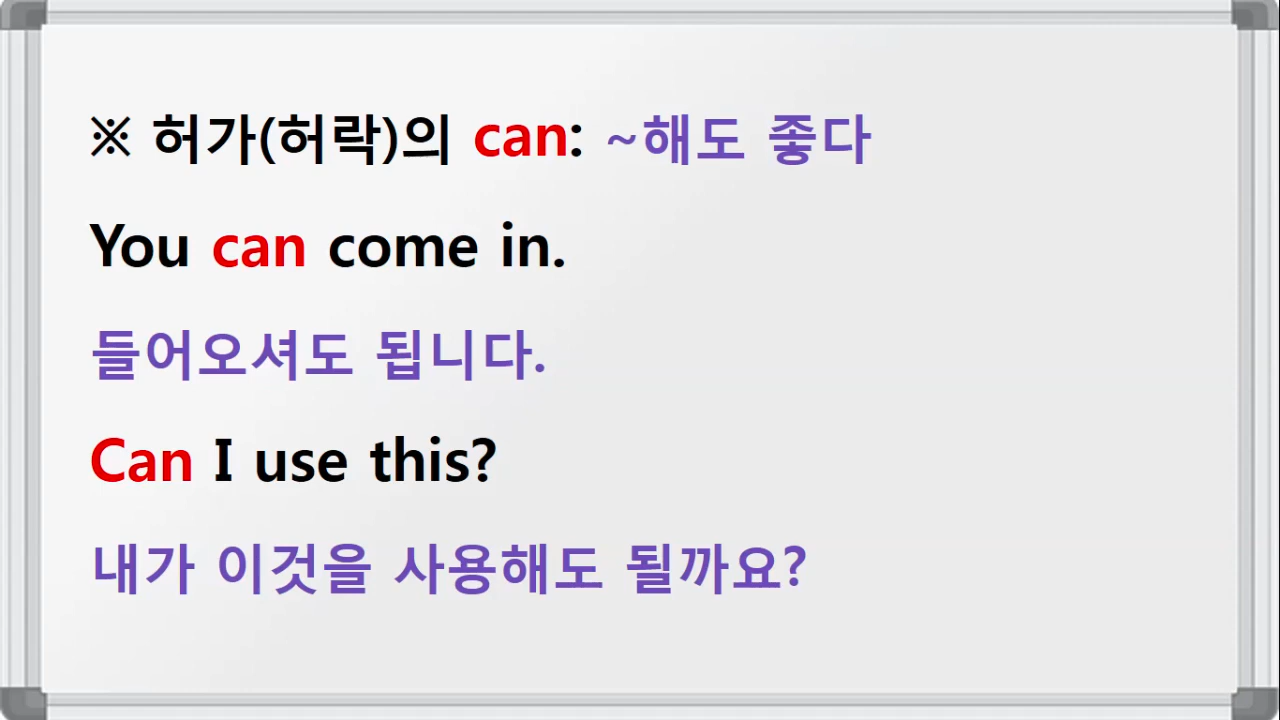 ※ 허가(허락)의 can: ~해도 좋다
You can come in.
들어오셔도 됩니다.
Can I use this?
내가 이것을 사용해도 될까요?